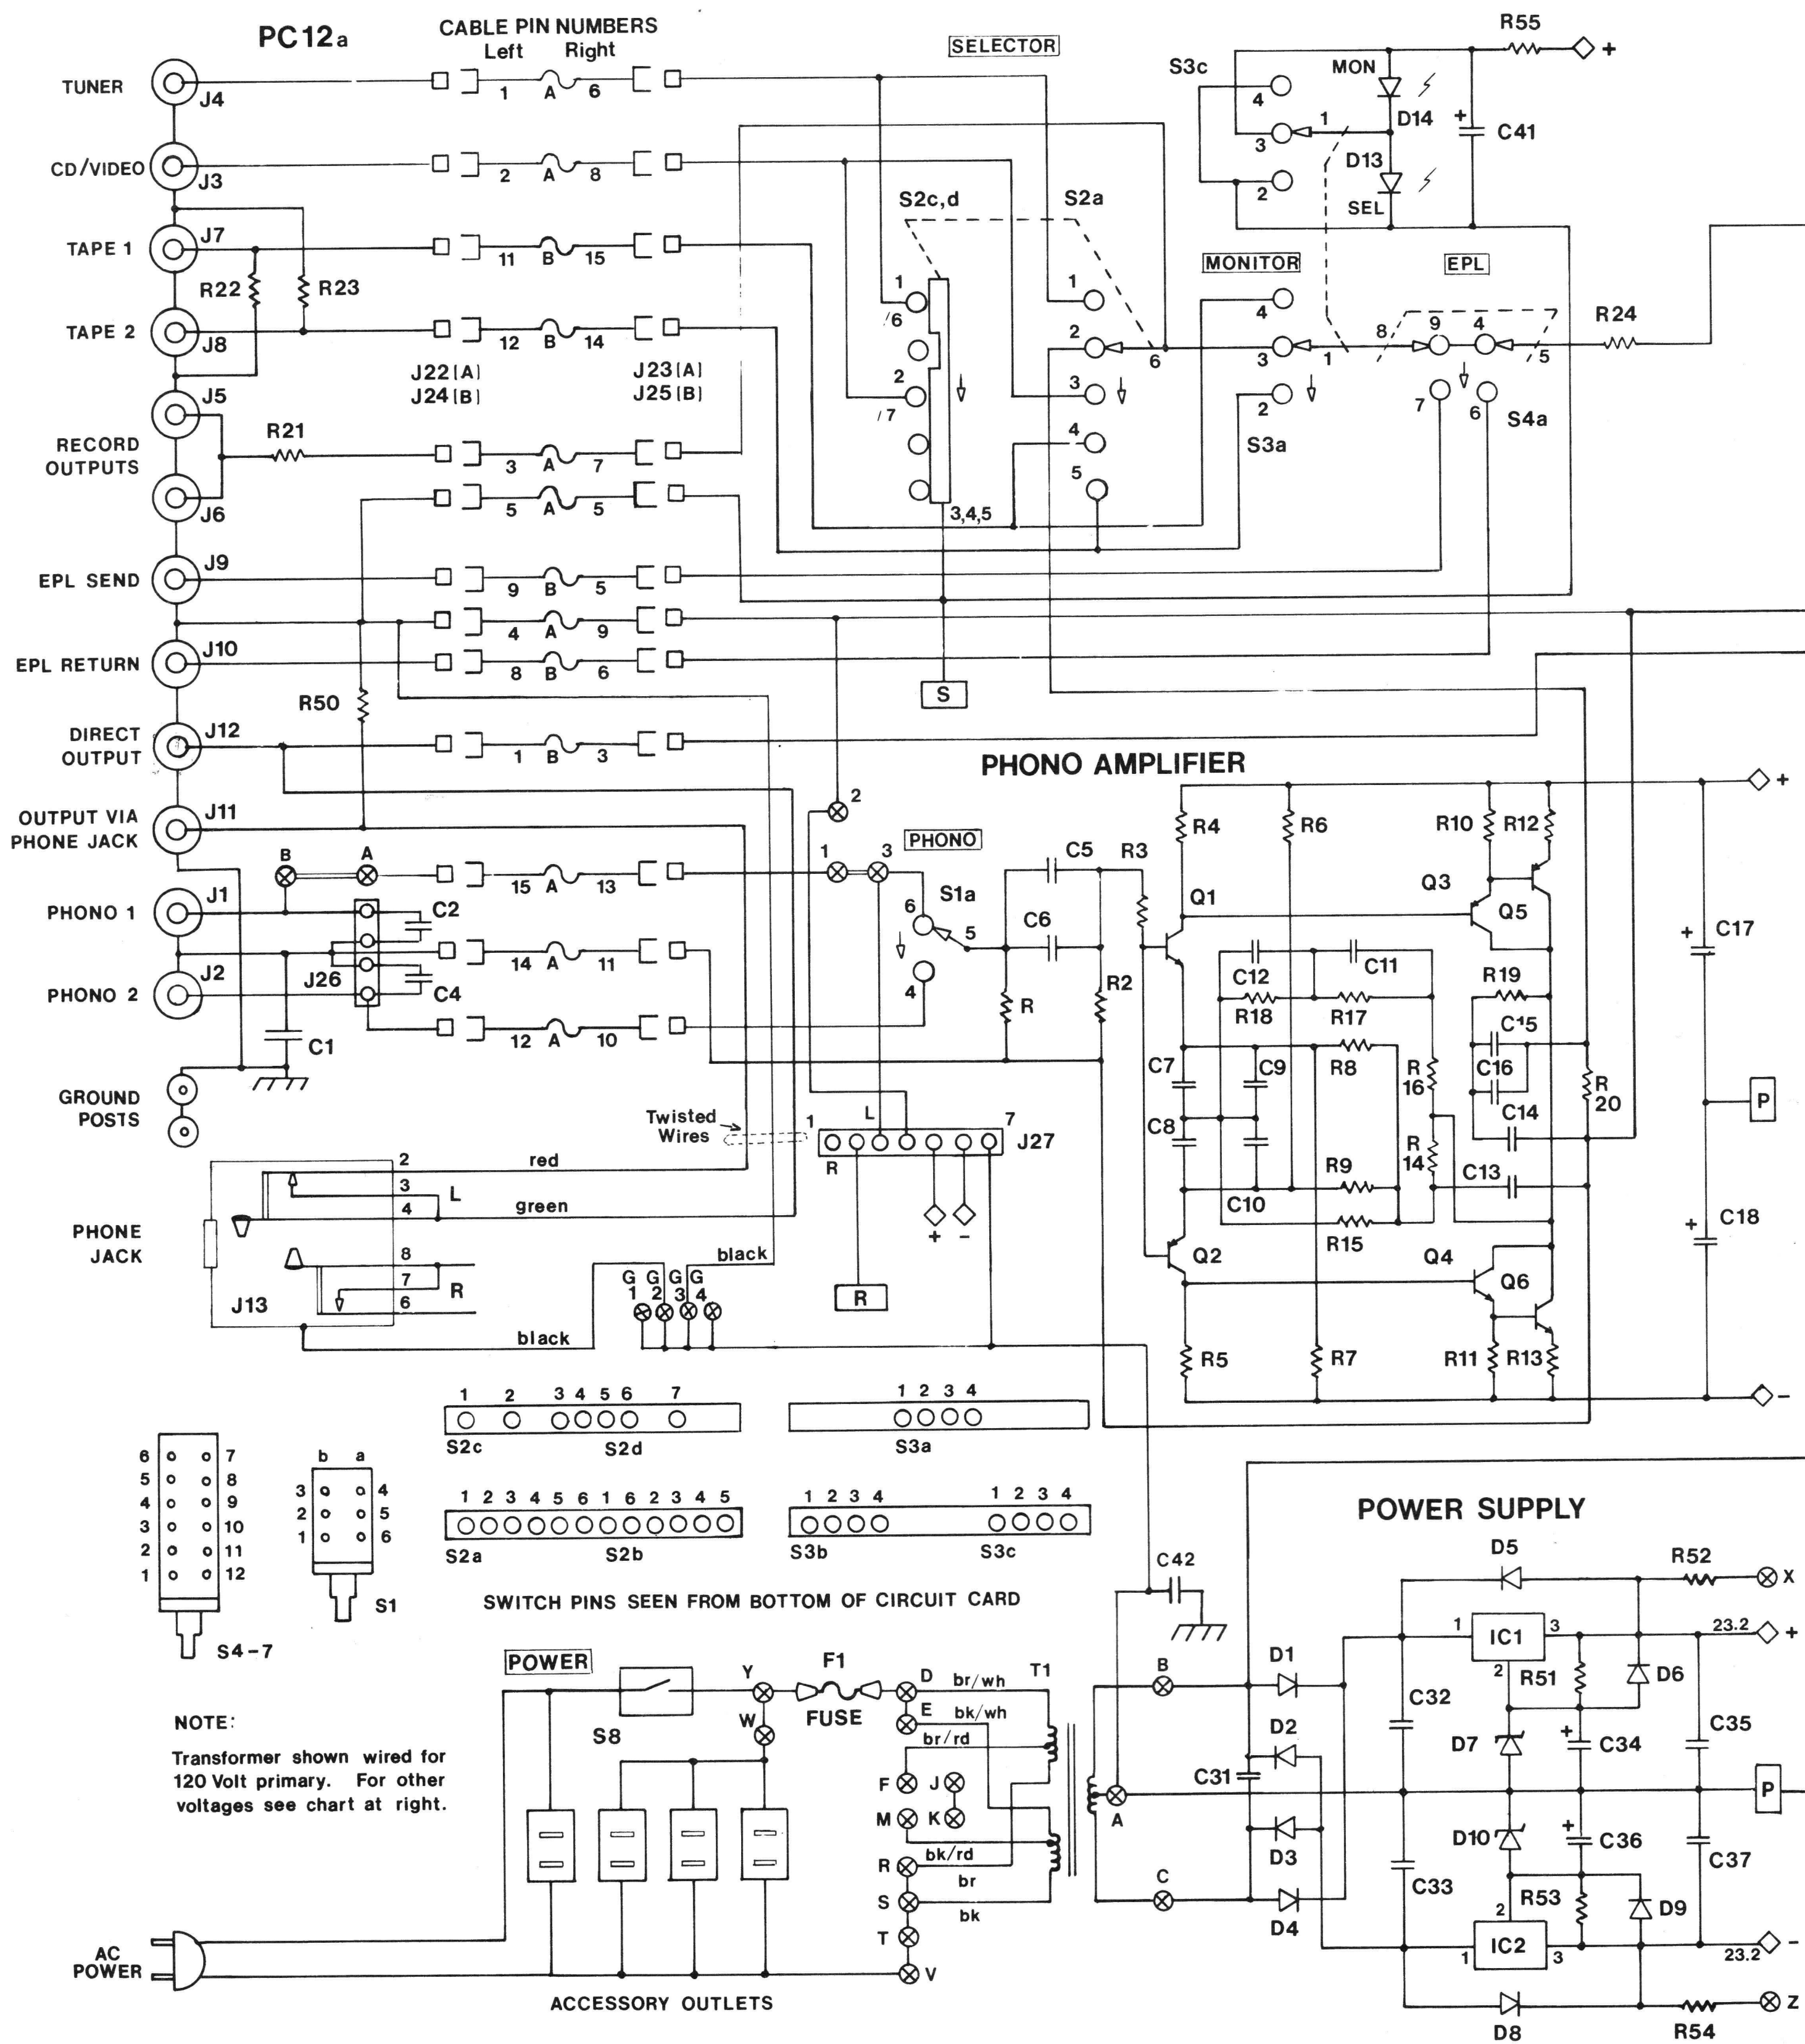 PC12a
CABLE PIN NUMBERS
Left Right
SELECTOR
R55
+
TUNER
J4
1 A 6
S3c
MON
4
D14
1
3
+
C41
CD/VIDEO
J3
2 A 8
D13
2
SEL
S2c,d
S2a
TAPE 1
J7
11 B 15
R22
R23
MONITOR
EPL
1
/6
1
4
R24
TAPE 2
J8
12 B 14
2
6
3
1
8
9
4
5
J22(A)
J24(B)
J23(A)
J25(B)
2
/7
3
2
7
6
S4a
J5
RECORD
OUTPUTS
R21
3 A 7
4
S3a
5
J6
5 A 5
3,4,5
EPL SEND
J9
9 B 5
4 A 9
EPL RETURN
J10
8 B 6
S
R50
DIRECT
OUTPUT
J12
1 B 3
PHONO AMPLIFIER
+
OUTPUT VIA
PHONE JACK
J11
2
R4
R6
R10
R12
B
A
15 A 13
1
3
PHONO
C5
R3
S1a
Q1
Q3
Q5
PHONO 1
J1
C2
6
5
C6
+
C17
14 A 11
C12
C11
R19
PHONO 2
J2
J26
C4
4
R
R2
R18
R17
C15
12 A 10
C1
C7
C9
R8
R
16
C16
R
20
GROUND
POSTS
Twisted
Wires
1
L
7
J27
C8
C14
P
R
R
14
R9
C13
2
red
3
L
4
green
C10
+
C18
PHONE
JACK
+ -
R15
8
black
Q2
Q4
Q6
7
R
6
G G G G
1 2 3 4
R
J13
black
R5
R7
R11
R13
-
1 2 3 4 5 6 7
S2c S2d
1 2 3 4
S3a
6 7
5 8
4 9
3 10
2 11
1 12
S4-7
b a
3 4
2 5
1 6
S1
1 2 3 4 5 6 1 6 2 3 4 5
S2a S2b
1 2 3 4 1 2 3 4
S3b S3c
SWITCH PINS SEEN FROM BOTTOM OF CIRCUIT CARD
POWER SUPPLY
C42
D5
R52
X
1
IC1
3
23.2
+
2
R51
D6
POWER
Y
F1
FUSE
D
br/wh
T1
B
D1
S8
W
E
bk/wh
C32
br/rd
D2
D7
+
C34
C35
NOTE:
Transformer shown wired for
120 Volt primary. For other
voltages see chart at right.
F
J
C31
P
M
K
A
D10
+
C36
C37
bk/rd
D3
R
br
C
C33
2
R53
D9
S
bk
D4
T
1
IC2
3
23.2
-
AC
POWER
V
ACCESSORY OUTLETS
D8
R54
Z